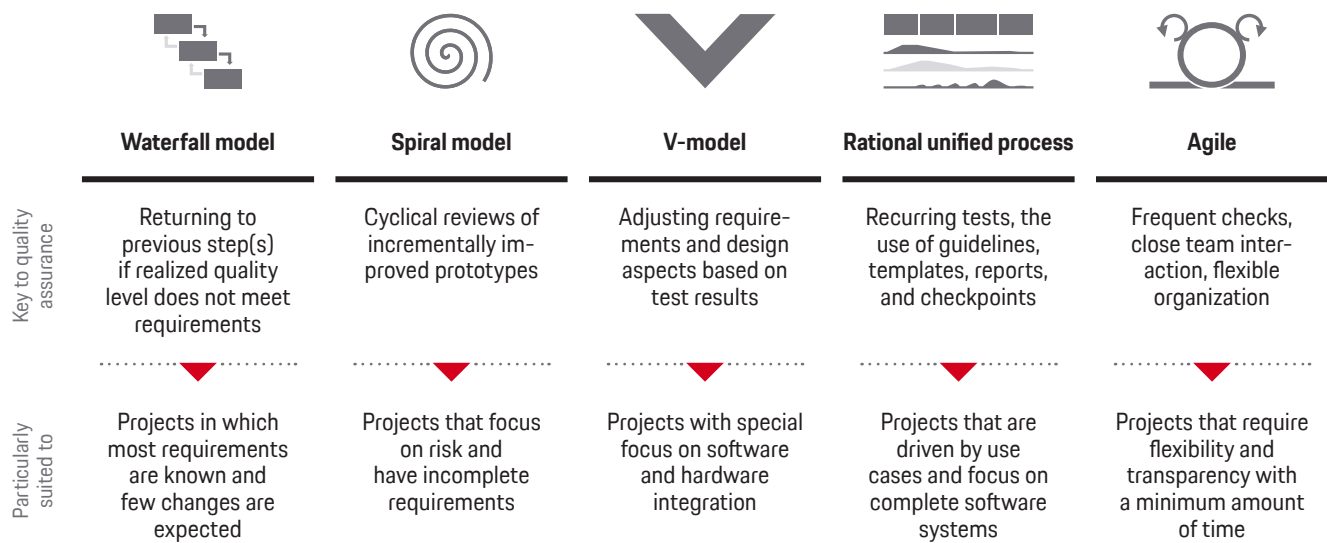 Waterfall model
Spiral model
V-model
Rational unified process
Agile
Key to quality
assurance
Returning to
previous step(s)
if realized quality
level does not meet
requirements
Cyclical reviews of
incrementally im-
proved prototypes
Adjusting require-
ments and design
aspects based on
test results
Recurring tests, the
use of guidelines,
templates, reports,
and checkpoints
Frequent checks,
close team inter-
action, flexible
organization
Particularly
suited to
Projects in which
most requirements
are known and
few changes are
expected
Projects that focus
on risk and
have incomplete
requirements
Projects with special
focus on software
and hardware
integration
Projects that are
driven by use
cases and focus on
complete software
systems
Projects that require
flexibility and
transparency with
a minimum amount
of time